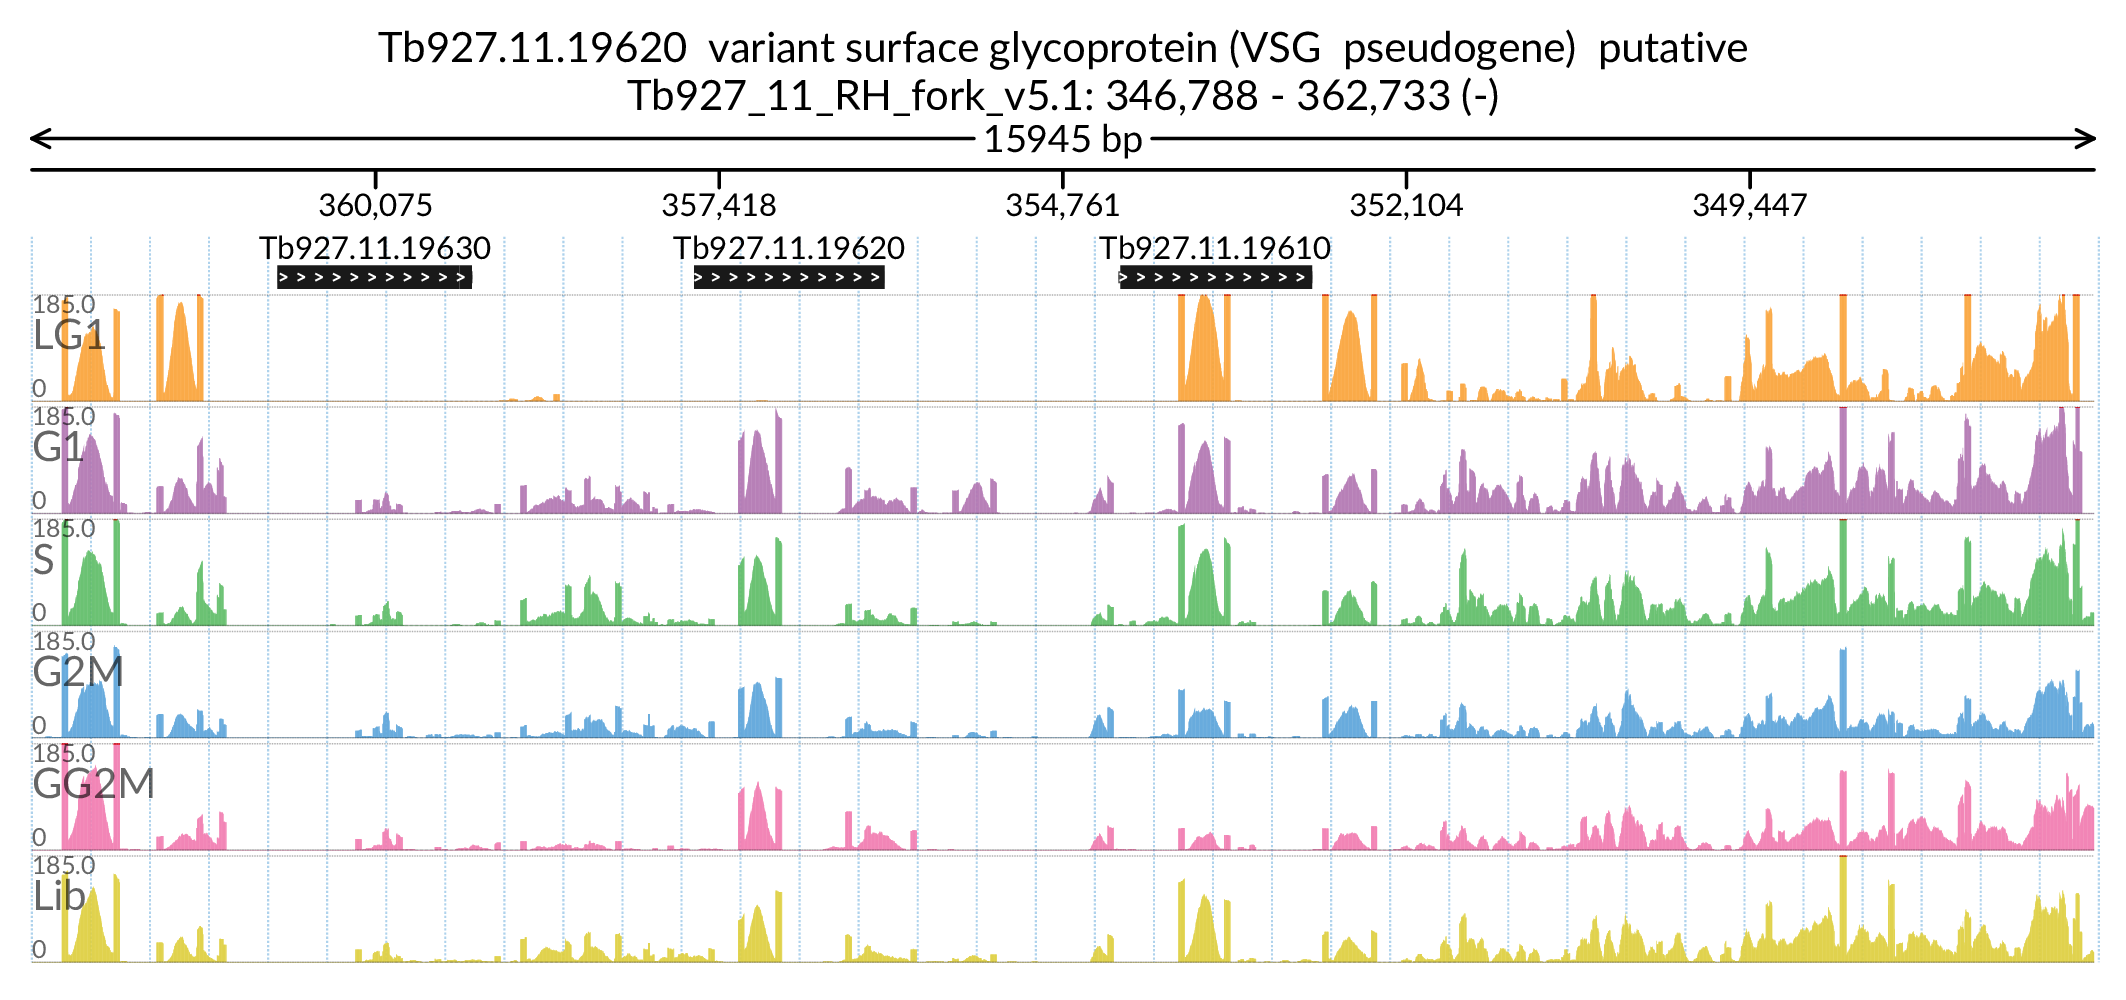 Tb927.11.19620 variant surface glycoprotein (VSG pseudogene) putative
Tb927_11_RH_fork_v5.1: 346,788 - 362,733 (-)
15945 bp
360,075 357,418 354,761 352,104 349,447
Tb927.11.19630 Tb927.11.19620 Tb927.11.19610
185.0
LG1
0
185.0
G1
0
185.0
S
0
185.0
G2M
0
185.0
GG2M
0
185.0
Lib
0